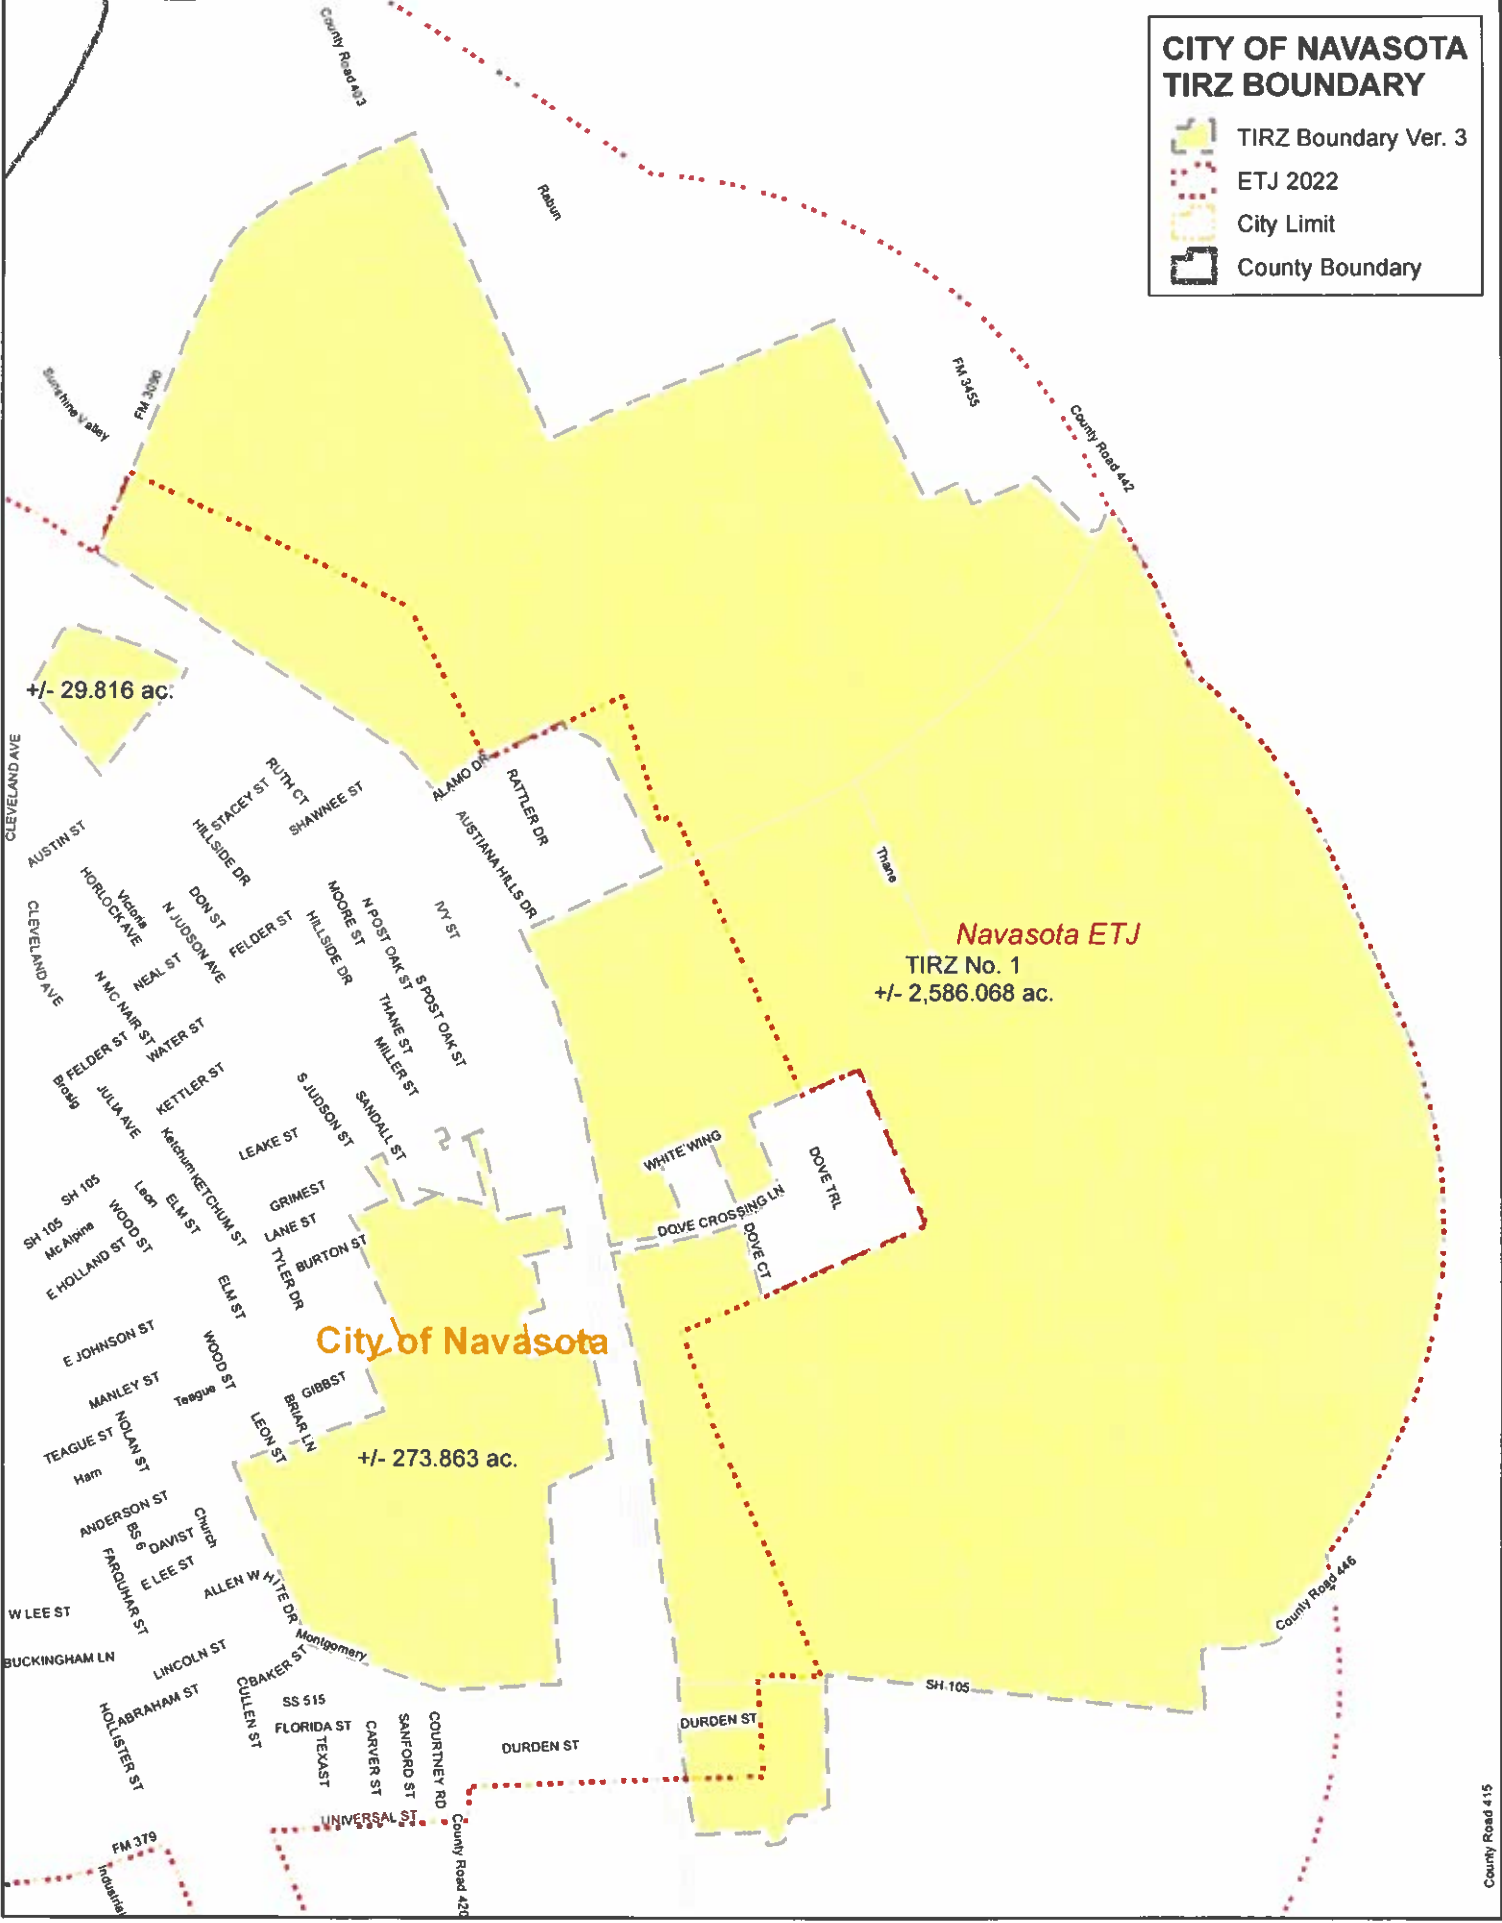 CITY OF NAVASOTA
TIRZ BOUNDARY
TIRZ Boundary Ver. 3
ETJ 2022
City Limit
County Boundary
County Road 403
Rabun
FM 3455
County Road 442
FM 3090
Sunshine Valley
+/- 29.816 ac.
CLEVELAND AVE
RUTH CT
STACEY ST
SHAWNEE ST
HILLSIDE DR
AUSTIN ST
ALAMO DR
RATTLER DR
AUSTIANA HILLS DR
Thane
HORLOCK AVE
Victoria
DON ST
N JUDSON AVE
FELDER ST
MOORE ST
HILLSIDE DR
N POST OAK ST
IVY ST
CLEVELAND AVE
NEAL ST
N MC NAIR ST
S POST OAK ST
THANE ST
WATER ST
MILLER ST
Navasota ETJ
TIRZ No. 1
+/- 2,586.068 ac.
E FELDER ST
Brosig
JULIA AVE
KETTLER ST
S JUDSON ST
SANDALL ST
LEAKE ST
Ketchum
KETCHUM ST
WHITE WING
DOVE TRL
DOVE CROSSING LN
DOVE CT
SH 105
Leon
ELM ST
GRIMEST
LANE ST
SH 105
Mc Alpine
WOOD ST
E HOLLAND ST
TYLER DR
BURTON ST
ELM ST
City of Navasota
E JOHNSON ST
WOOD ST
MANLEY ST
Teague
GIBBST
BRIAR LN
LEON ST
NOLAN ST
TEAGUE ST
Ham
+/- 273.863 ac.
ANDERSON ST
BS 6
DAVIST
Church
E LEE ST
FARQUHAR ST
ALLEN WHITE DR
W LEE ST
Montgomery
County Road 446
BUCKINGHAM LN
LINCOLN ST
BAKER ST
ABRAHAM ST
CULLEN ST
HOLLISTER ST
SS 515
FLORIDA ST
TEXAST
CARVER ST
SANFORD ST
COURTNEY RD
DURDEN ST
DURDEN ST
SH 105
UNIVERSAL ST
County Road 420
FM 379
Industrial
County Road 415